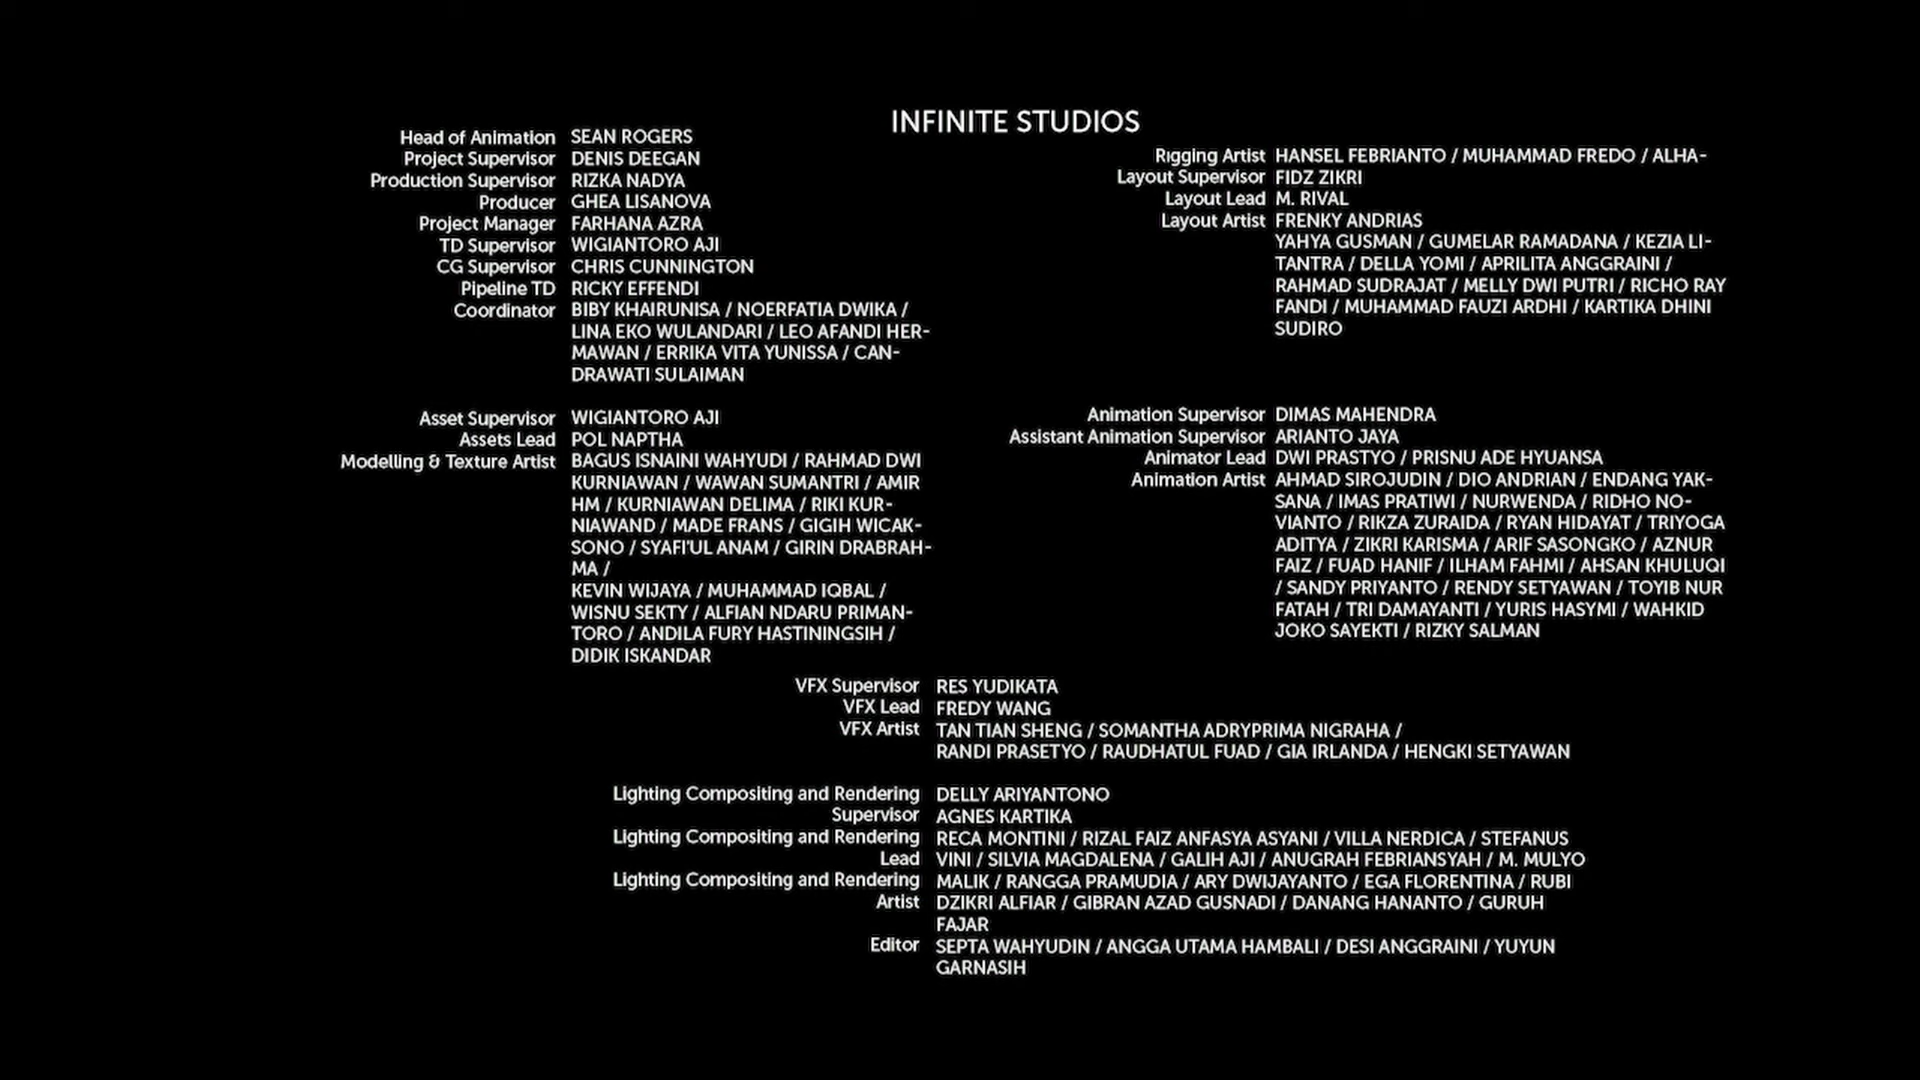 INFINITE STUDIOS
Head of Animation SEAN ROGERS
Project Supervisor DENIS DEEGAN
Production Supervisor RIZKA NADYA
Producer GHEA LISANOVA
Project Manager FARHANA AZRA
TD Supervisor WIGIANTORO AJI
CG Supervisor CHRIS CUNNINGTON
Pipeline TD RICKY EFFENDI
Coordinator BIBY KHAIRUNISA / NOERFATIA DWIKA /
LINA EKO WULANDARI / LEO AFANDI HER-
MAWAN / ERRIKA VITA YUNISSA / CAN-
DRAWATI SULAIMAN
Asset Supervisor WIGIANTORO AJI
Assets Lead POL NAPTHA
Modelling & Texture Artist BAGUS ISNAINI WAHYUDI / RAHMAD DWI
KURNIAWAN / WAWAN SUMANTRI / AMIR
HM / KURNIAWAN DELIMA / RIKI KUR-
NIAWAND / MADE FRANS / GIGIH WICAK-
SONO / SYAFI'UL ANAM / GIRIN DRABRAH-
MA /
KEVIN WIJAYA / MUHAMMAD IQBAL /
WISNU SEKTY / ALFIAN NDARU PRIMAN-
TORO / ANDILA FURY HASTININGSIH /
DIDIK ISKANDAR
Rigging Artist HANSEL FEBRIANTO / MUHAMMAD FREDO / ALHA-
Layout Supervisor FIDZ ZIKRI
Layout Lead M. RIVAL
Layout Artist FRENKY ANDRIAS
YAHYA GUSMAN / GUMELAR RAMADANA / KEZIA LI-
TANTRA / DELLA YOMI / APRILITA ANGGRAINI /
RAHMAD SUDRAJAT / MELLY DWI PUTRI / RICHO RAY
FANDI / MUHAMMAD FAUZI ARDHI / KARTIKA DHINI
SUDIRO
Animation Supervisor DIMAS MAHENDRA
Assistant Animation Supervisor ARIANTO JAYA
Animator Lead DWI PRASTYO / PRISNU ADE HYUANSA
Animation Artist AHMAD SIROJUDIN / DIO ANDRIAN / ENDANG YAK-
SANA / IMAS PRATIWI / NURWENDA / RIDHO NO-
VIANTO / RIKZA ZURAIDA / RYAN HIDAYAT / TRIYOGA
ADITYA / ZIKRI KARISMA / ARIF SASONGKO / AZNUR
FAIZ / FUAD HANIF / ILHAM FAHMI / AHSAN KHULUQI
/ SANDY PRIYANTO / RENDY SETYAWAN / TOYIB NUR
FATAH / TRI DAMAYANTI / YURIS HASYMI / WAHKID
JOKO SAYEKTI / RIZKY SALMAN
VFX Supervisor RES YUDIKATA
VFX Lead FREDY WANG
VFX Artist TAN TIAN SHENG / SOMANTHA ADRYPRIMA NIGRAHA /
RANDI PRASETYO / RAUDHATUL FUAD / GIA IRLANDA / HENGKI SETYAWAN
Lighting Compositing and Rendering DELLY ARIYANTONO
Supervisor AGNES KARTIKA
Lighting Compositing and Rendering RECA MONTINI / RIZAL FAIZ ANFASYA ASYANI / VILLA NERDICA / STEFANUS
Lead VINI / SILVIA MAGDALENA / GALIH AJI / ANUGRAH FEBRIANSYAH / M. MULYO
Lighting Compositing and Rendering MALIK / RANGGA PRAMUDIA / ARY DWIJAYANTO / EGA FLORENTINA / RUBI
Artist DZIKRI ALFIAR / GIBRAN AZAD GUSNADI / DANANG HANANTO / GURUH
FAJAR
Editor SEPTA WAHYUDIN / ANGGA UTAMA HAMBALI / DESI ANGGRAINI / YUYUN
GARNASIH